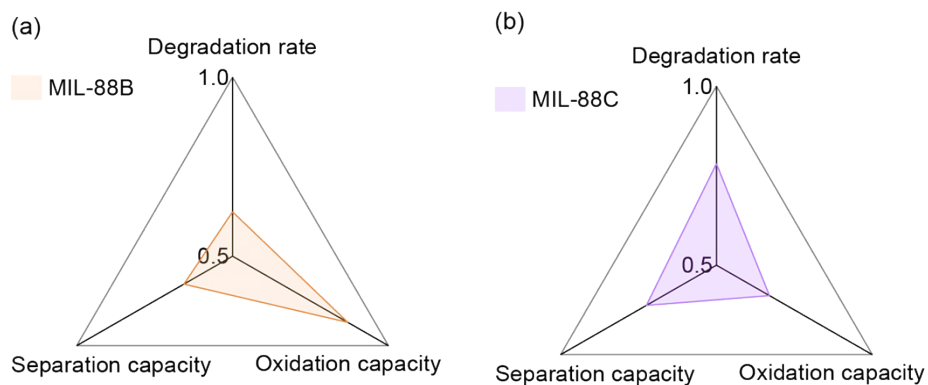 (a)
Degradation rate
1.0
MIL-88B
0.5
Separation capacity
Oxidation capacity
(b)
Degradation rate
1.0
MIL-88C
0.5
Separation capacity
Oxidation capacity